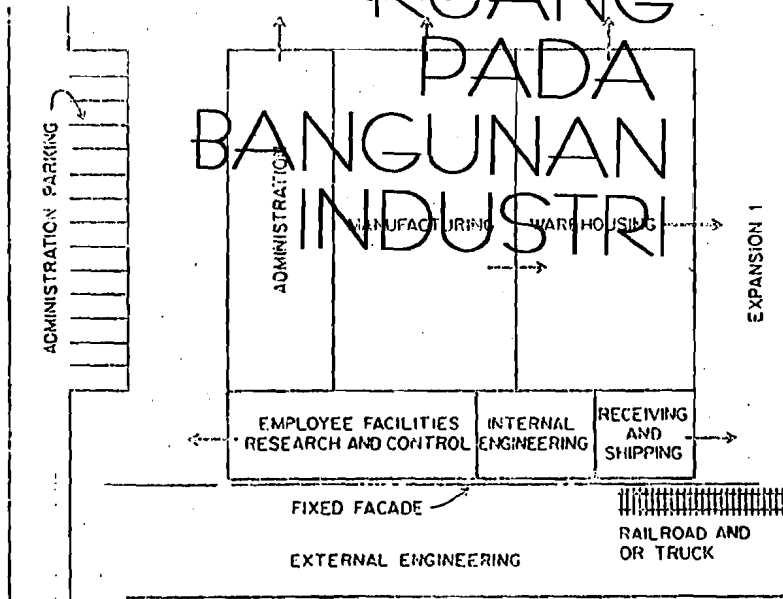 RUANG
PADA
BANGUNAN
INDUSTRI
ADMINISTRATION PARKING
ADMINISTRATION
MANUFACTURING
WAREHOUSING
EXPANSION 1
EMPLOYEE FACILITIES
RESEARCH AND CONTROL
INTERNAL
ENGINEERING
RECEIVING
AND
SHIPPING
FIXED FACADE
EXTERNAL ENGINEERING
RAILROAD AND
OR TRUCK